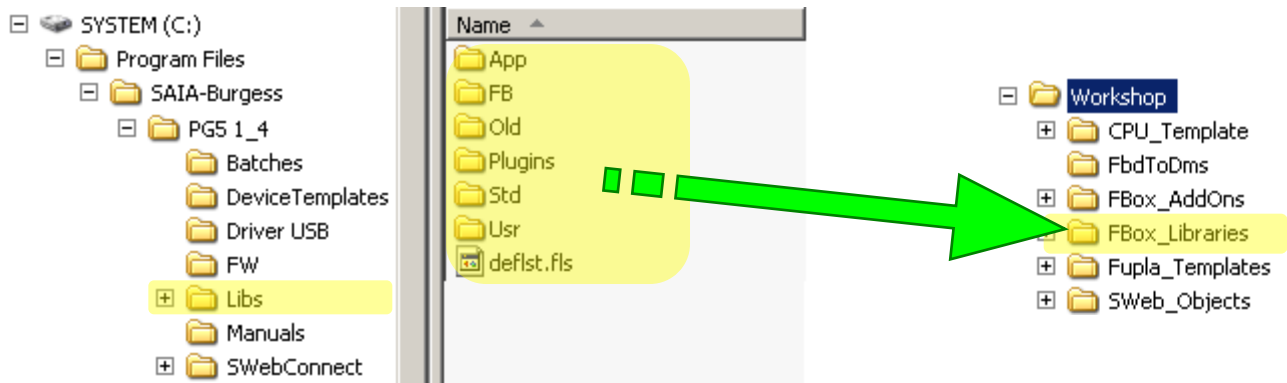 SYSTEM (C:)
Program Files
SAIA-Burgess
PG5 1_4
Batches
DeviceTemplates
Driver USB
FW
Libs
Manuals
SWebConnect
Name
App
FB
Old
Plugins
Std
Usr
deflst.fls
Workshop
CPU_Template
FbdToDms
FBox_AddOns
FBox_Libraries
Fupla_Templates
SWeb_Objects